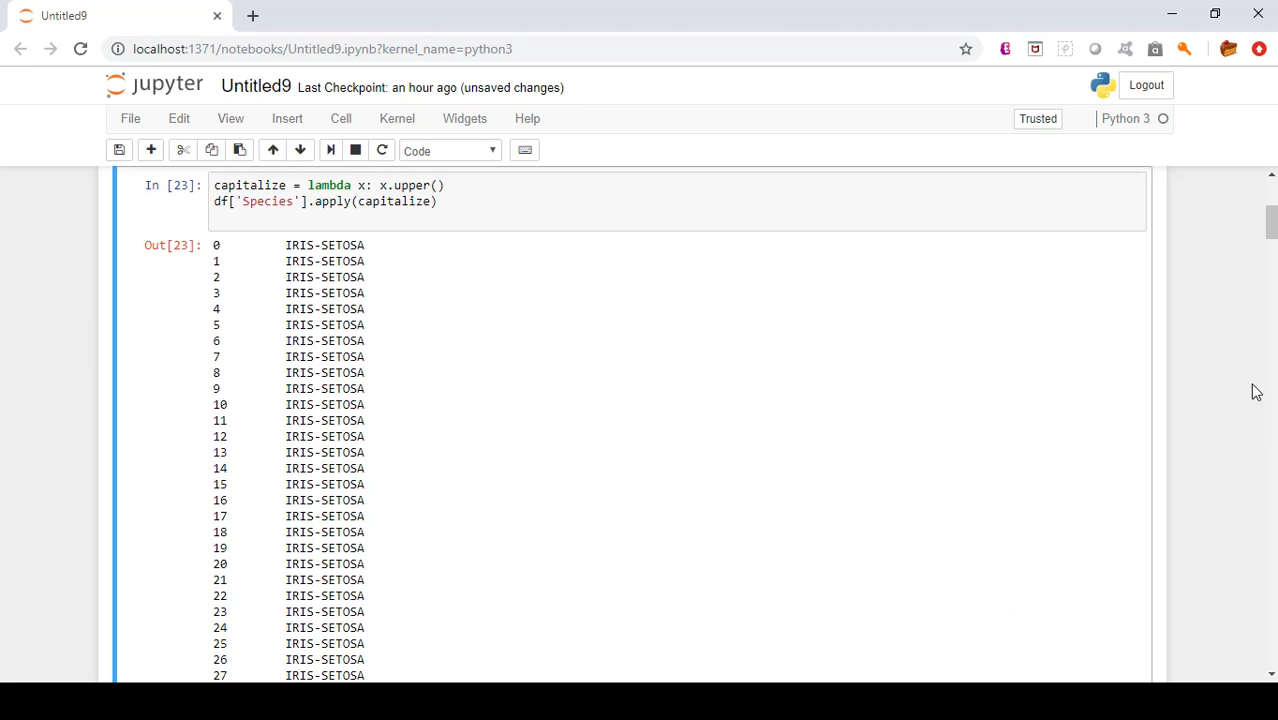 Untitled9
localhost:1371/notebooks/Untitled9.ipynb?kernel_name=python3
jupyter Untitled9 Last Checkpoint: an hour ago (unsaved changes) Logout
File Edit View Insert Cell Kernel Widgets Help Trusted Python 3
Code
In [23]: capitalize = lambda x: x.upper()
df['Species'].apply(capitalize)
Out[23]: 0 IRIS-SETOSA
1 IRIS-SETOSA
2 IRIS-SETOSA
3 IRIS-SETOSA
4 IRIS-SETOSA
5 IRIS-SETOSA
6 IRIS-SETOSA
7 IRIS-SETOSA
8 IRIS-SETOSA
9 IRIS-SETOSA
10 IRIS-SETOSA
11 IRIS-SETOSA
12 IRIS-SETOSA
13 IRIS-SETOSA
14 IRIS-SETOSA
15 IRIS-SETOSA
16 IRIS-SETOSA
17 IRIS-SETOSA
18 IRIS-SETOSA
19 IRIS-SETOSA
20 IRIS-SETOSA
21 IRIS-SETOSA
22 IRIS-SETOSA
23 IRIS-SETOSA
24 IRIS-SETOSA
25 IRIS-SETOSA
26 IRIS-SETOSA
27 IRIS-SETOSA